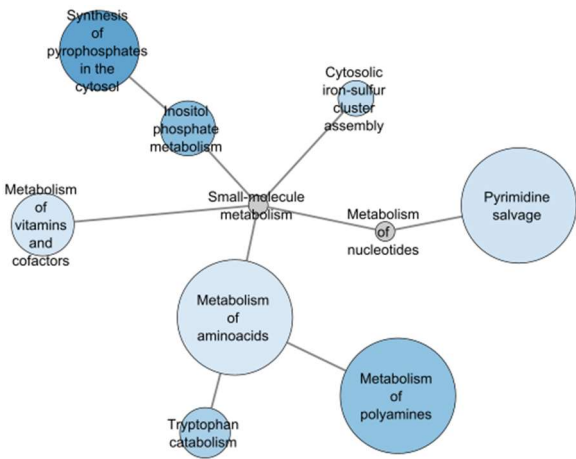 Synthesis
of
pyrophosphates
in the
cytosol
Cytosolic
iron-sulfur
cluster
assembly
Inositol
phosphate
metabolism
Metabolism
of
vitamins
and
cofactors
Small-molecule
metabolism
Metabolism
of
nucleotides
Pyrimidine
salvage
Metabolism
of
aminoacids
Metabolism
of
polyamines
Tryptophan
catabolism